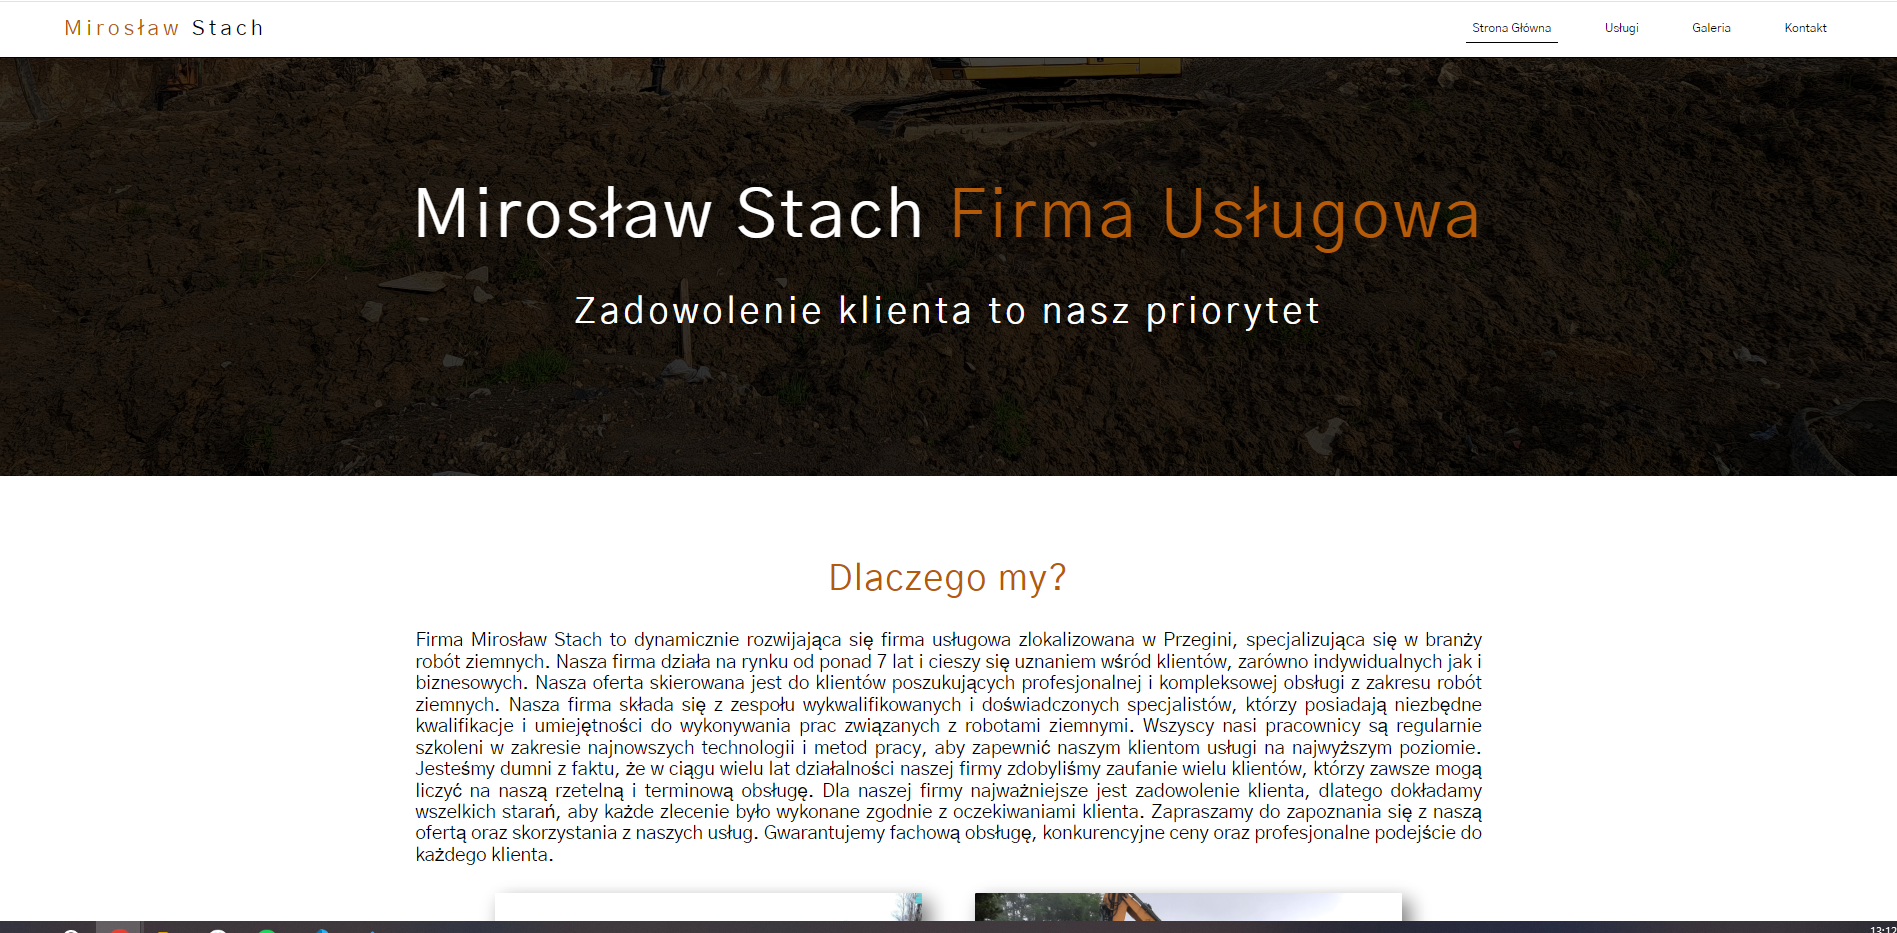 Mirosław Stach
Strona Główna
Usługi
Galeria
Kontakt
Mirosław Stach Firma Usługowa
Zadowolenie klienta to nasz priorytet
Dlaczego my?
Firma Mirosław Stach to dynamicznie rozwijająca się firma usługowa zlokalizowana w Przegini, specjalizująca się w branży
robót ziemnych. Nasza firma działa na rynku od ponad 7 lat i cieszy się uznaniem wśród klientów, zarówno indywidualnych jak i
biznesowych. Nasza oferta skierowana jest do klientów poszukujących profesjonalnej i kompleksowej obsługi z zakresu robót
ziemnych. Nasza firma składa się z zespołu wykwalifikowanych i doświadczonych specjalistów, którzy posiadają niezbędne
kwalifikacje i umiejętności do wykonywania prac związanych z robotami ziemnymi. Wszyscy nasi pracownicy są regularnie
szkoleni w zakresie najnowszych technologii i metod pracy, aby zapewnić naszym klientom usługi na najwyższym poziomie.
Jesteśmy dumni z faktu, że w ciągu wielu lat działalności naszej firmy zdobyliśmy zaufanie wielu klientów, którzy zawsze mogą
liczyć na naszą rzetelną i terminową obsługę. Dla naszej firmy najważniejsze jest zadowolenie klienta, dlatego dokładamy
wszelkich starań, aby każde zlecenie było wykonane zgodnie z oczekiwaniami klienta. Zapraszamy do zapoznania się z naszą
ofertą oraz skorzystania z naszych usług. Gwarantujemy fachową obsługę, konkurencyjne ceny oraz profesjonalne podejście do
każdego klienta.
13:12